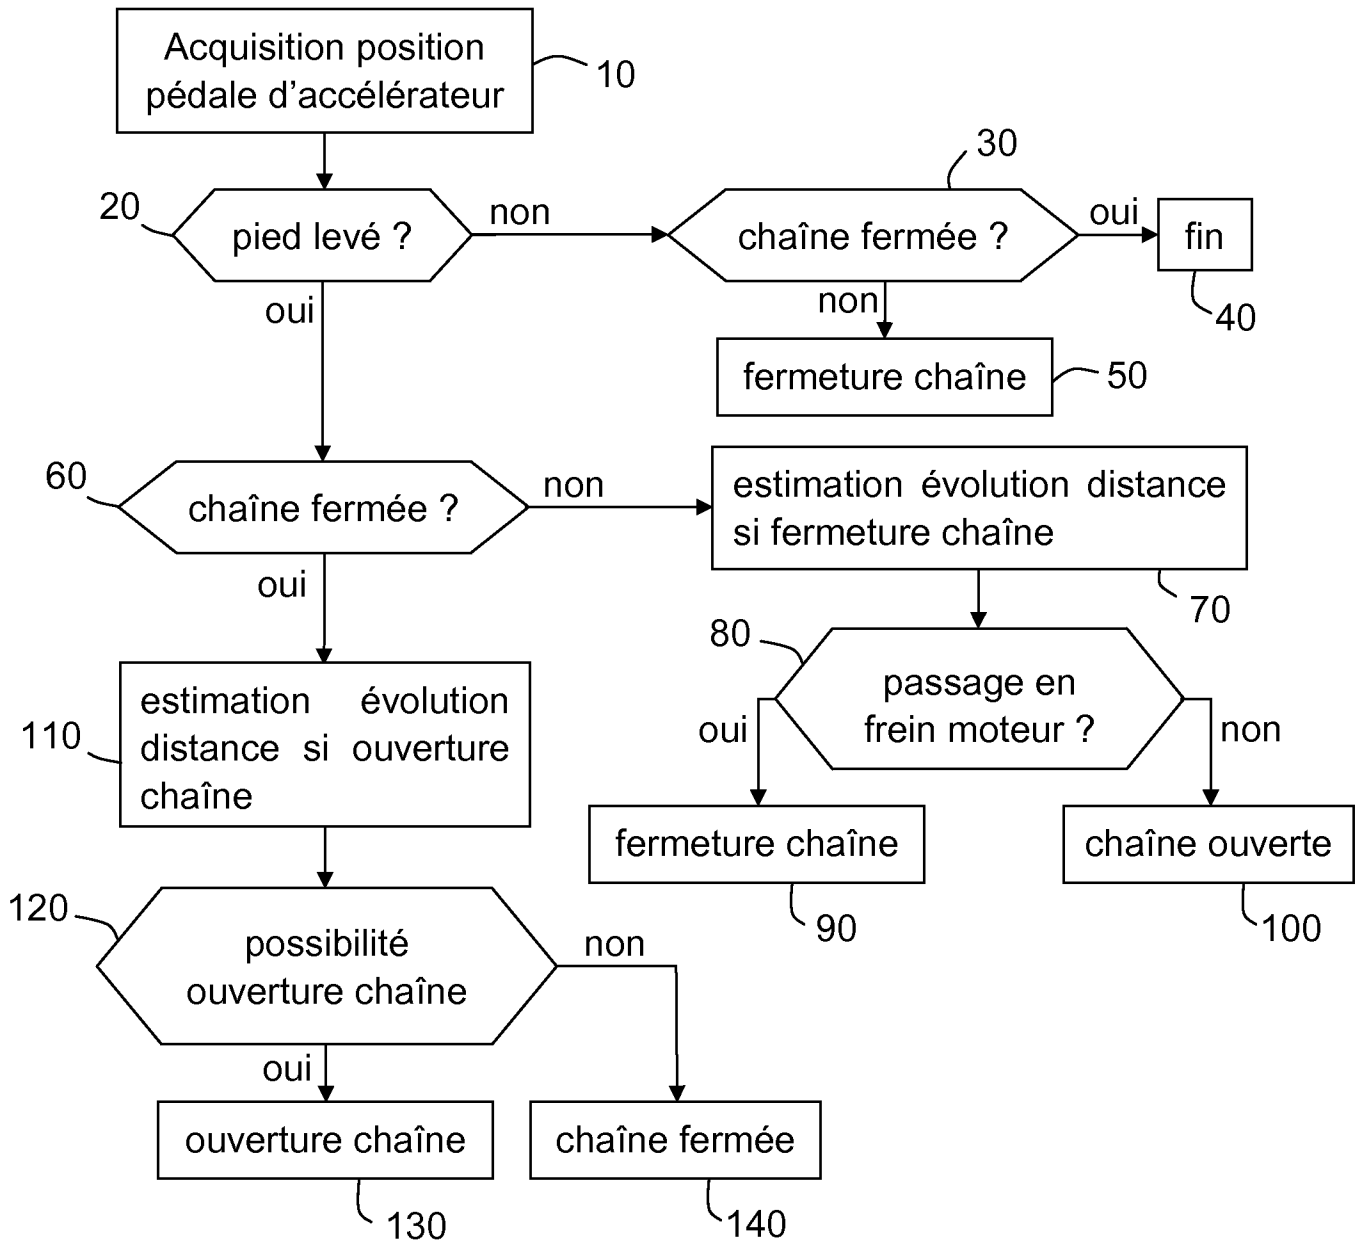 Acquisition position
pédale d'accélérateur
10
30
20
pied levé ?
non
chaîne fermée ?
oui
fin
oui
non
40
fermeture chaîne
50
60
chaîne fermée ?
non
estimation évolution distance
si fermeture chaîne
oui
70
80
passage en
frein moteur ?
estimation évolution
distance si ouverture
chaîne
110
oui
non
fermeture chaîne
chaîne ouverte
120
90
100
possibilité
ouverture chaîne
non
oui
ouverture chaîne
chaîne fermée
130
140